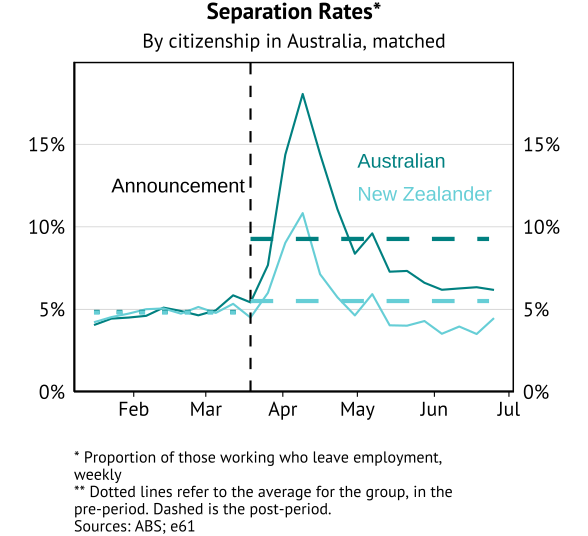 Separation Rates*
By citizenship in Australia, matched
15%
15%
Australian
Announcement
New Zealander
10%
10%
5%
5%
0%
0%
Feb Mar Apr May Jun Jul
* Proportion of those working who leave employment,
weekly
** Dotted lines refer to the average for the group, in the
pre-period. Dashed is the post-period.
Sources: ABS; e61